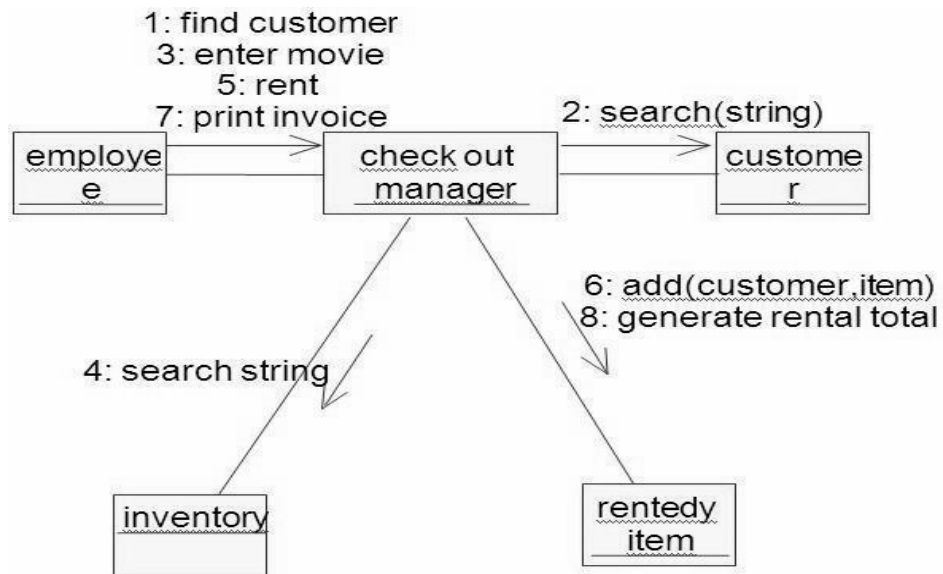 1: find customer
3: enter movie
5: rent
7: print invoice
2: search(string)
employe
e
check out
manager
custome
r
6: add(customer,item)
8: generate rental total
4: search string
inventory
rentedy
item